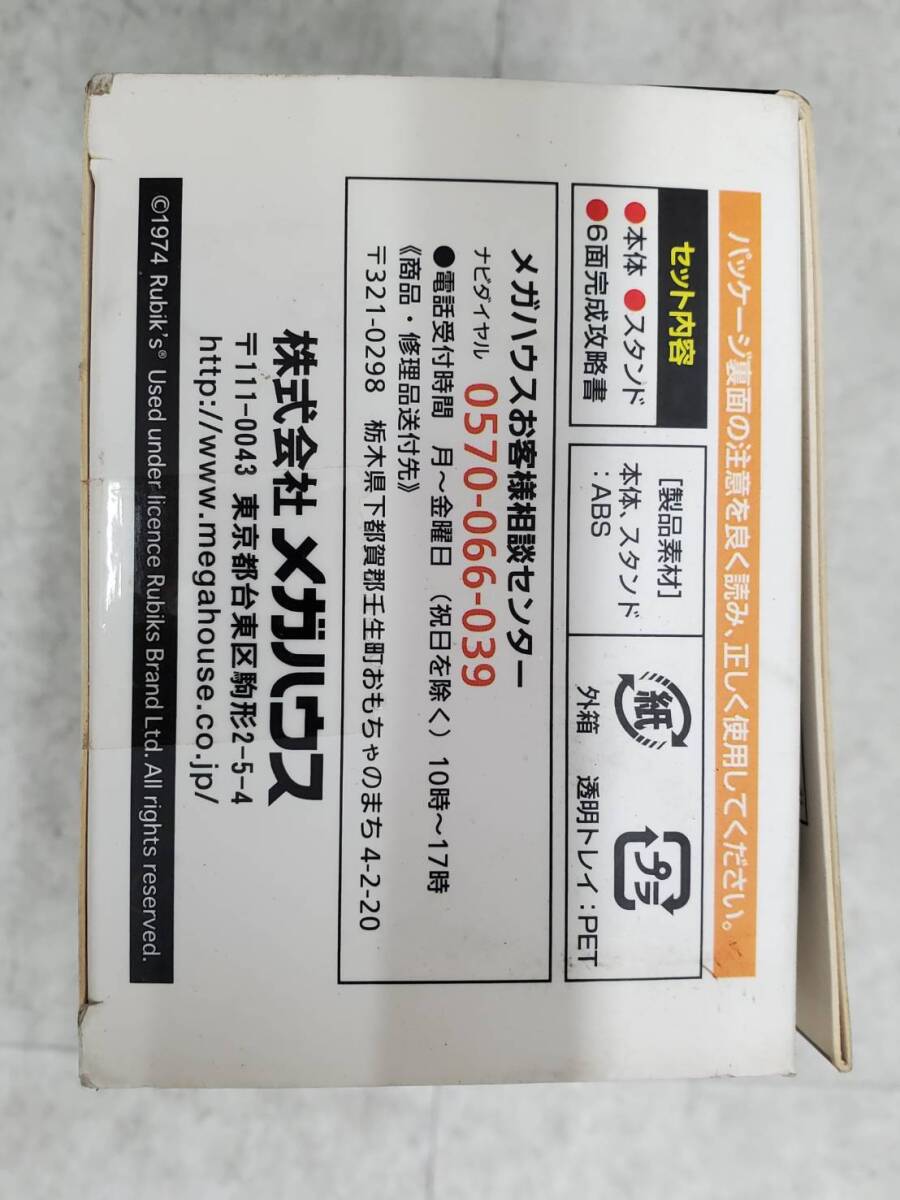 パッケージ裏面の注意を良く読み、正しく使用してください。
セット内容
●本体 ●スタンド
●6面完成攻略書
[製品素材]
本体、スタンド
:ABS
紙
外箱
プラ
透明トレイ:PET
メガハウスお客様相談センター
ナビダイヤル 0570-066-039
●電話受付時間 月～金曜日 (祝日を除く) 10時～17時
《商品・修理品送付先》
〒321-0298 栃木県下都賀郡壬生町おもちゃのまち4-2-20
株式会社 メガハウス
〒111-0043 東京都台東区駒形2-5-4
http://www.megahouse.co.jp/
©1974 Rubik's® Used under licence Rubiks Brand Ltd. All rights reserved.